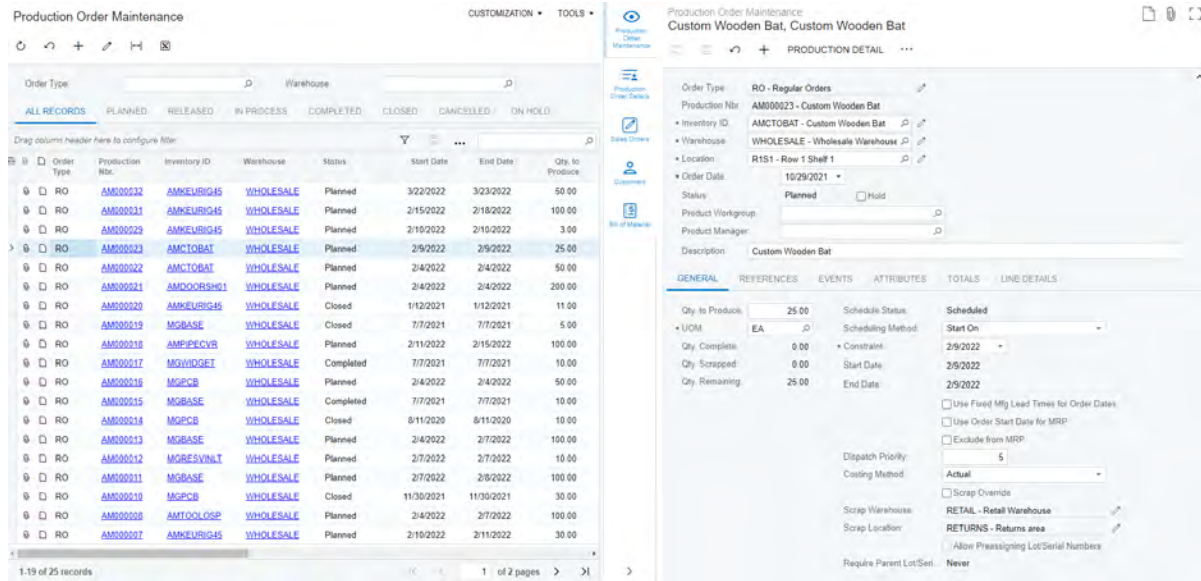 Production Order Maintenance
CUSTOMIZATION TOOLS
Order Type
Warehouse
ALL RECORDS PLANNED RELEASED IN PROCESS COMPLETED CLOSED CANCELLED ON HOLD
Drag column header here to configure filter
Order Type Production Nbr. Inventory ID Warehouse Status Start Date End Date Qty. to Produce
RO AM000032 AMKEURIG45 WHOLESALE Planned 3/22/2022 3/23/2022 50.00
RO AM000031 AMKEURIG45 WHOLESALE Planned 2/15/2022 2/18/2022 100.00
RO AM000029 AMKEURIG45 WHOLESALE Planned 2/10/2022 2/10/2022 3.00
RO AM000023 AMCTOBAT WHOLESALE Planned 2/9/2022 2/9/2022 25.00
RO AM000022 AMCTOBAT WHOLESALE Planned 2/4/2022 2/4/2022 50.00
RO AM000021 AMDOORSH01 WHOLESALE Planned 2/4/2022 2/4/2022 200.00
RO AM000020 AMKEURIG45 WHOLESALE Closed 1/12/2021 1/12/2021 11.00
RO AM000019 MGBASE WHOLESALE Closed 7/7/2021 7/7/2021 5.00
RO AM000018 AMPIPECVR WHOLESALE Planned 2/11/2022 2/15/2022 100.00
RO AM000017 MGWIDGET WHOLESALE Completed 7/7/2021 7/7/2021 10.00
RO AM000016 MGPCB WHOLESALE Planned 2/4/2022 2/4/2022 50.00
RO AM000015 MGBASE WHOLESALE Completed 7/7/2021 7/7/2021 10.00
RO AM000014 MGPCB WHOLESALE Closed 8/11/2020 8/11/2020 10.00
RO AM000013 MGBASE WHOLESALE Planned 2/4/2022 2/7/2022 100.00
RO AM000012 MGRESVINLT WHOLESALE Planned 2/7/2022 2/7/2022 10.00
RO AM000011 MGBASE WHOLESALE Planned 2/7/2022 2/8/2022 100.00
RO AM000010 MGPCB WHOLESALE Closed 11/30/2021 11/30/2021 30.00
RO AM000008 AMTOOLOSP WHOLESALE Planned 2/4/2022 2/7/2022 100.00
RO AM000007 AMKEURIG45 WHOLESALE Planned 2/10/2022 2/11/2022 30.00
1-19 of 25 records
1 of 2 pages
Production Order Maintenance
Production Order Details
Sales Orders
Customers
Bill of Material
Production Order Maintenance
Custom Wooden Bat, Custom Wooden Bat
PRODUCTION DETAIL
Order Type: RO - Regular Orders
Production Nbr. AM000023 - Custom Wooden Bat
Inventory ID: AMCTOBAT - Custom Wooden Bat
Warehouse: WHOLESALE - Wholesale Warehouse
Location: R1S1 - Row 1 Shelf 1
Order Date: 10/29/2021
Status: Planned Hold
Product Workgroup:
Product Manager:
Description: Custom Wooden Bat
GENERAL REFERENCES EVENTS ATTRIBUTES TOTALS LINE DETAILS
Qty. to Produce: 25.00 Schedule Status: Scheduled
UOM: EA Scheduling Method: Start On
Qty. Complete: 0.00 Constraint: 2/9/2022
Qty. Scrapped: 0.00 Start Date: 2/9/2022
Qty. Remaining: 25.00 End Date: 2/9/2022
Use Fixed Mfg Lead Times for Order Dates
Use Order Start Date for MRP
Exclude from MRP
Dispatch Priority: 5
Costing Method: Actual
Scrap Override
Scrap Warehouse: RETAIL - Retail Warehouse
Scrap Location: RETURNS - Returns area
Allow Preassigning Lot/Serial Numbers
Require Parent Lot/Seri... Never